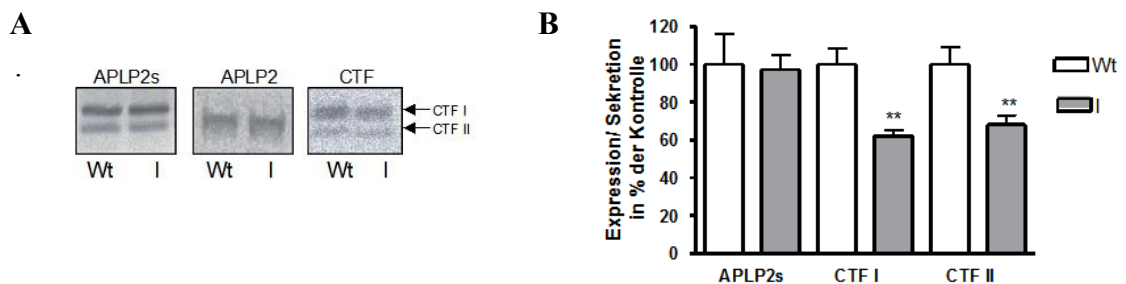 A
APLP2s APLP2 CTF
CTF I
CTF II
Wt I Wt I Wt I
B
Expression/ Sekretion
in % der Kontrolle
120
100
80
60
40
20
0
** **
APLP2s CTF I CTF II
Wt
I